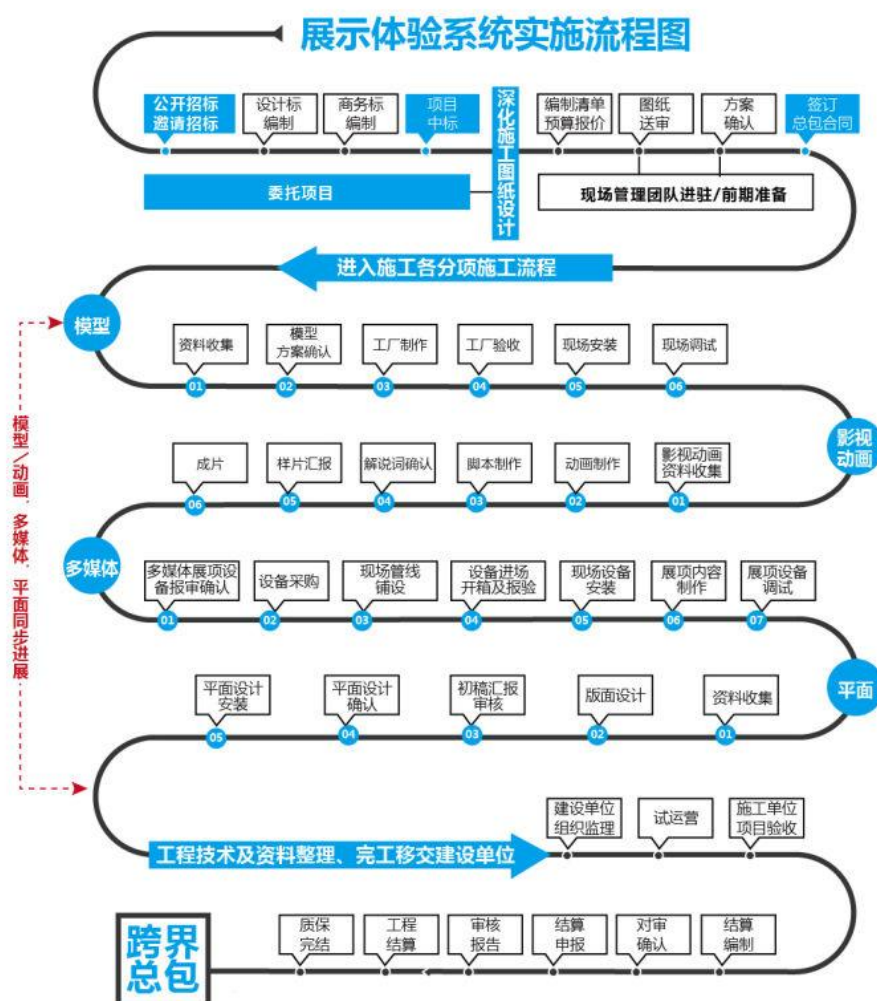 展示体验系统实施流程图
公开招标
邀请招标
设计标
编制
商务标
编制
项目
中标
深化施工图纸设计
编制清单
预算报价
图纸
送审
方案
确认
签订
总包合同
委托项目
现场管理团队进驻/前期准备
进入施工各分项施工流程
模型
资料收集
模型
方案确认
工厂制作
工厂验收
现场安装
现场调试
01
02
03
04
05
06
影视
动画
成片
样片汇报
解说词确认
脚本制作
动画制作
影视动画
资料收集
06
05
04
03
02
01
模型/动画、多媒体、平面同步进展
多媒体
多媒体展项设
备报审确认
设备采购
现场管线
铺设
设备进场
开箱及报验
现场设备
安装
展项内容
制作
展项设备
调试
01
02
03
04
05
06
07
平面
平面设计
安装
平面设计
确认
初稿汇报
审核
版面设计
资料收集
05
04
03
02
01
建设单位
组织监理
试运营
施工单位
项目验收
工程技术及资料整理、完工移交建设单位
跨界
总包
质保
完结
工程
结算
审核
报告
结算
申报
对审
确认
结算
编制